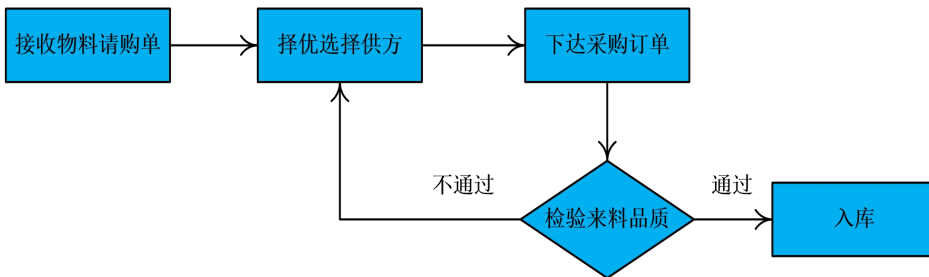 接收物料请购单
择优选择供方
下达采购订单
不通过
通过
检验来料品质
入库